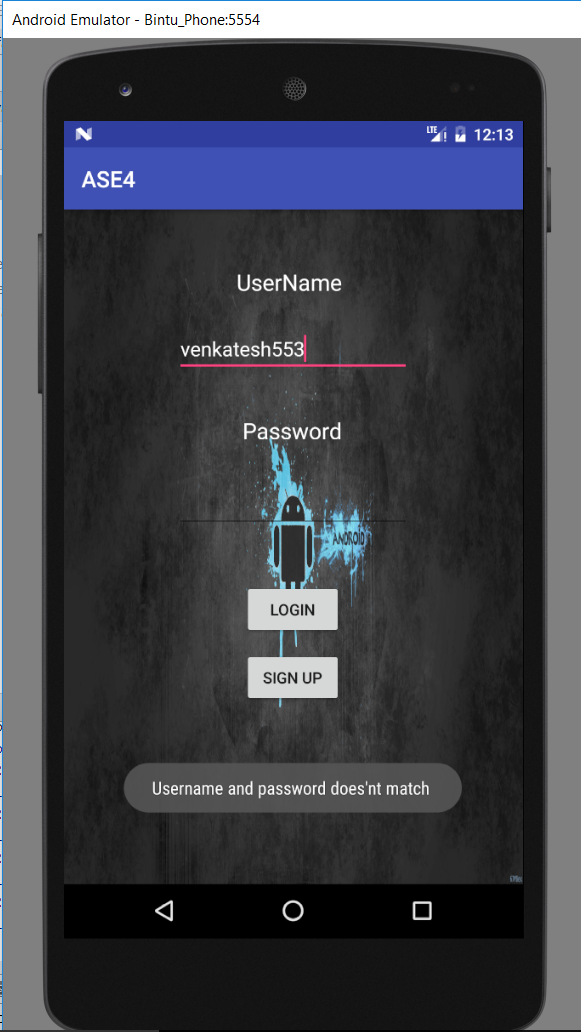 Android Emulator - Bintu_Phone:5554
LTE 12:13
ASE4
UserName
venkatesh553
Password
ANDROID
LOGIN
SIGN UP
Username and password does'nt match